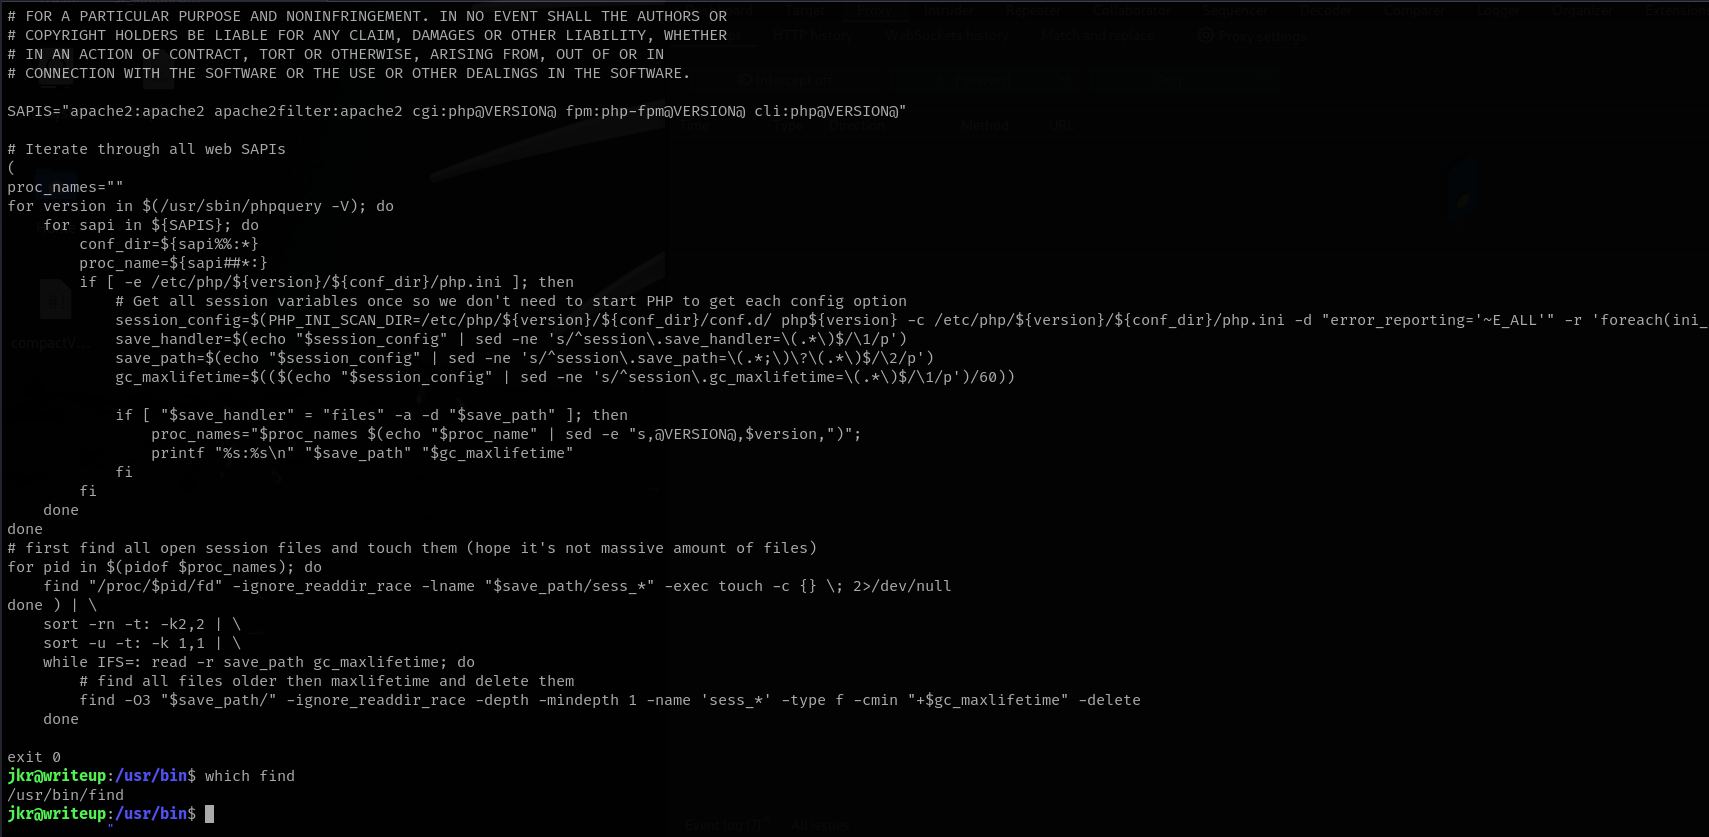 # FOR A PARTICULAR PURPOSE AND NONINFRINGEMENT. IN NO EVENT SHALL THE AUTHORS OR
# COPYRIGHT HOLDERS BE LIABLE FOR ANY CLAIM, DAMAGES OR OTHER LIABILITY, WHETHER
# IN AN ACTION OF CONTRACT, TORT OR OTHERWISE, ARISING FROM, OUT OF OR IN
# CONNECTION WITH THE SOFTWARE OR THE USE OR OTHER DEALINGS IN THE SOFTWARE.

SAPIS="apache2:apache2 apache2filter:apache2 cgi:php@VERSION@ fpm:php-fpm@VERSION@ cli:php@VERSION@"

# Iterate through all web SAPIs
(
proc_names=""
for version in $(/usr/sbin/phpquery -V); do
    for sapi in ${SAPIS}; do
        conf_dir=${sapi%%:*}
        proc_name=${sapi##*:}
        if [ -e /etc/php/${version}/${conf_dir}/php.ini ]; then
            # Get all session variables once so we don't need to start PHP to get each config option
            session_config=$(PHP_INI_SCAN_DIR=/etc/php/${version}/${conf_dir}/conf.d/ php${version} -c /etc/php/${version}/${conf_dir}/php.ini -d "error_reporting='~E_ALL'" -r 'foreach(ini_
            save_handler=$(echo "$session_config" | sed -ne 's/^session\.save_handler=\(.*\)$/\1/p')
            save_path=$(echo "$session_config" | sed -ne 's/^session\.save_path=\(.*;\)\?\(.*\)$/\2/p')
            gc_maxlifetime=$(($(echo "$session_config" | sed -ne 's/^session\.gc_maxlifetime=\(.*\)$/\1/p')/60))

            if [ "$save_handler" = "files" -a -d "$save_path" ]; then
                proc_names="$proc_names $(echo "$proc_name" | sed -e "s,@VERSION@,$version,")";
                printf "%s:%s\n" "$save_path" "$gc_maxlifetime"
            fi
        fi
    done
done
# first find all open session files and touch them (hope it's not massive amount of files)
for pid in $(pidof $proc_names); do
    find "/proc/$pid/fd" -ignore_readdir_race -lname "$save_path/sess_*" -exec touch -c {} \; 2>/dev/null
done ) | \
    sort -rn -t: -k2,2 | \
    sort -u -t: -k 1,1 | \
    while IFS=: read -r save_path gc_maxlifetime; do
        # find all files older then maxlifetime and delete them
        find -O3 "$save_path/" -ignore_readdir_race -depth -mindepth 1 -name 'sess_*' -type f -cmin "+$gc_maxlifetime" -delete
    done

exit 0
jkr@writeup:/usr/bin$ which find
/usr/bin/find
jkr@writeup:/usr/bin$